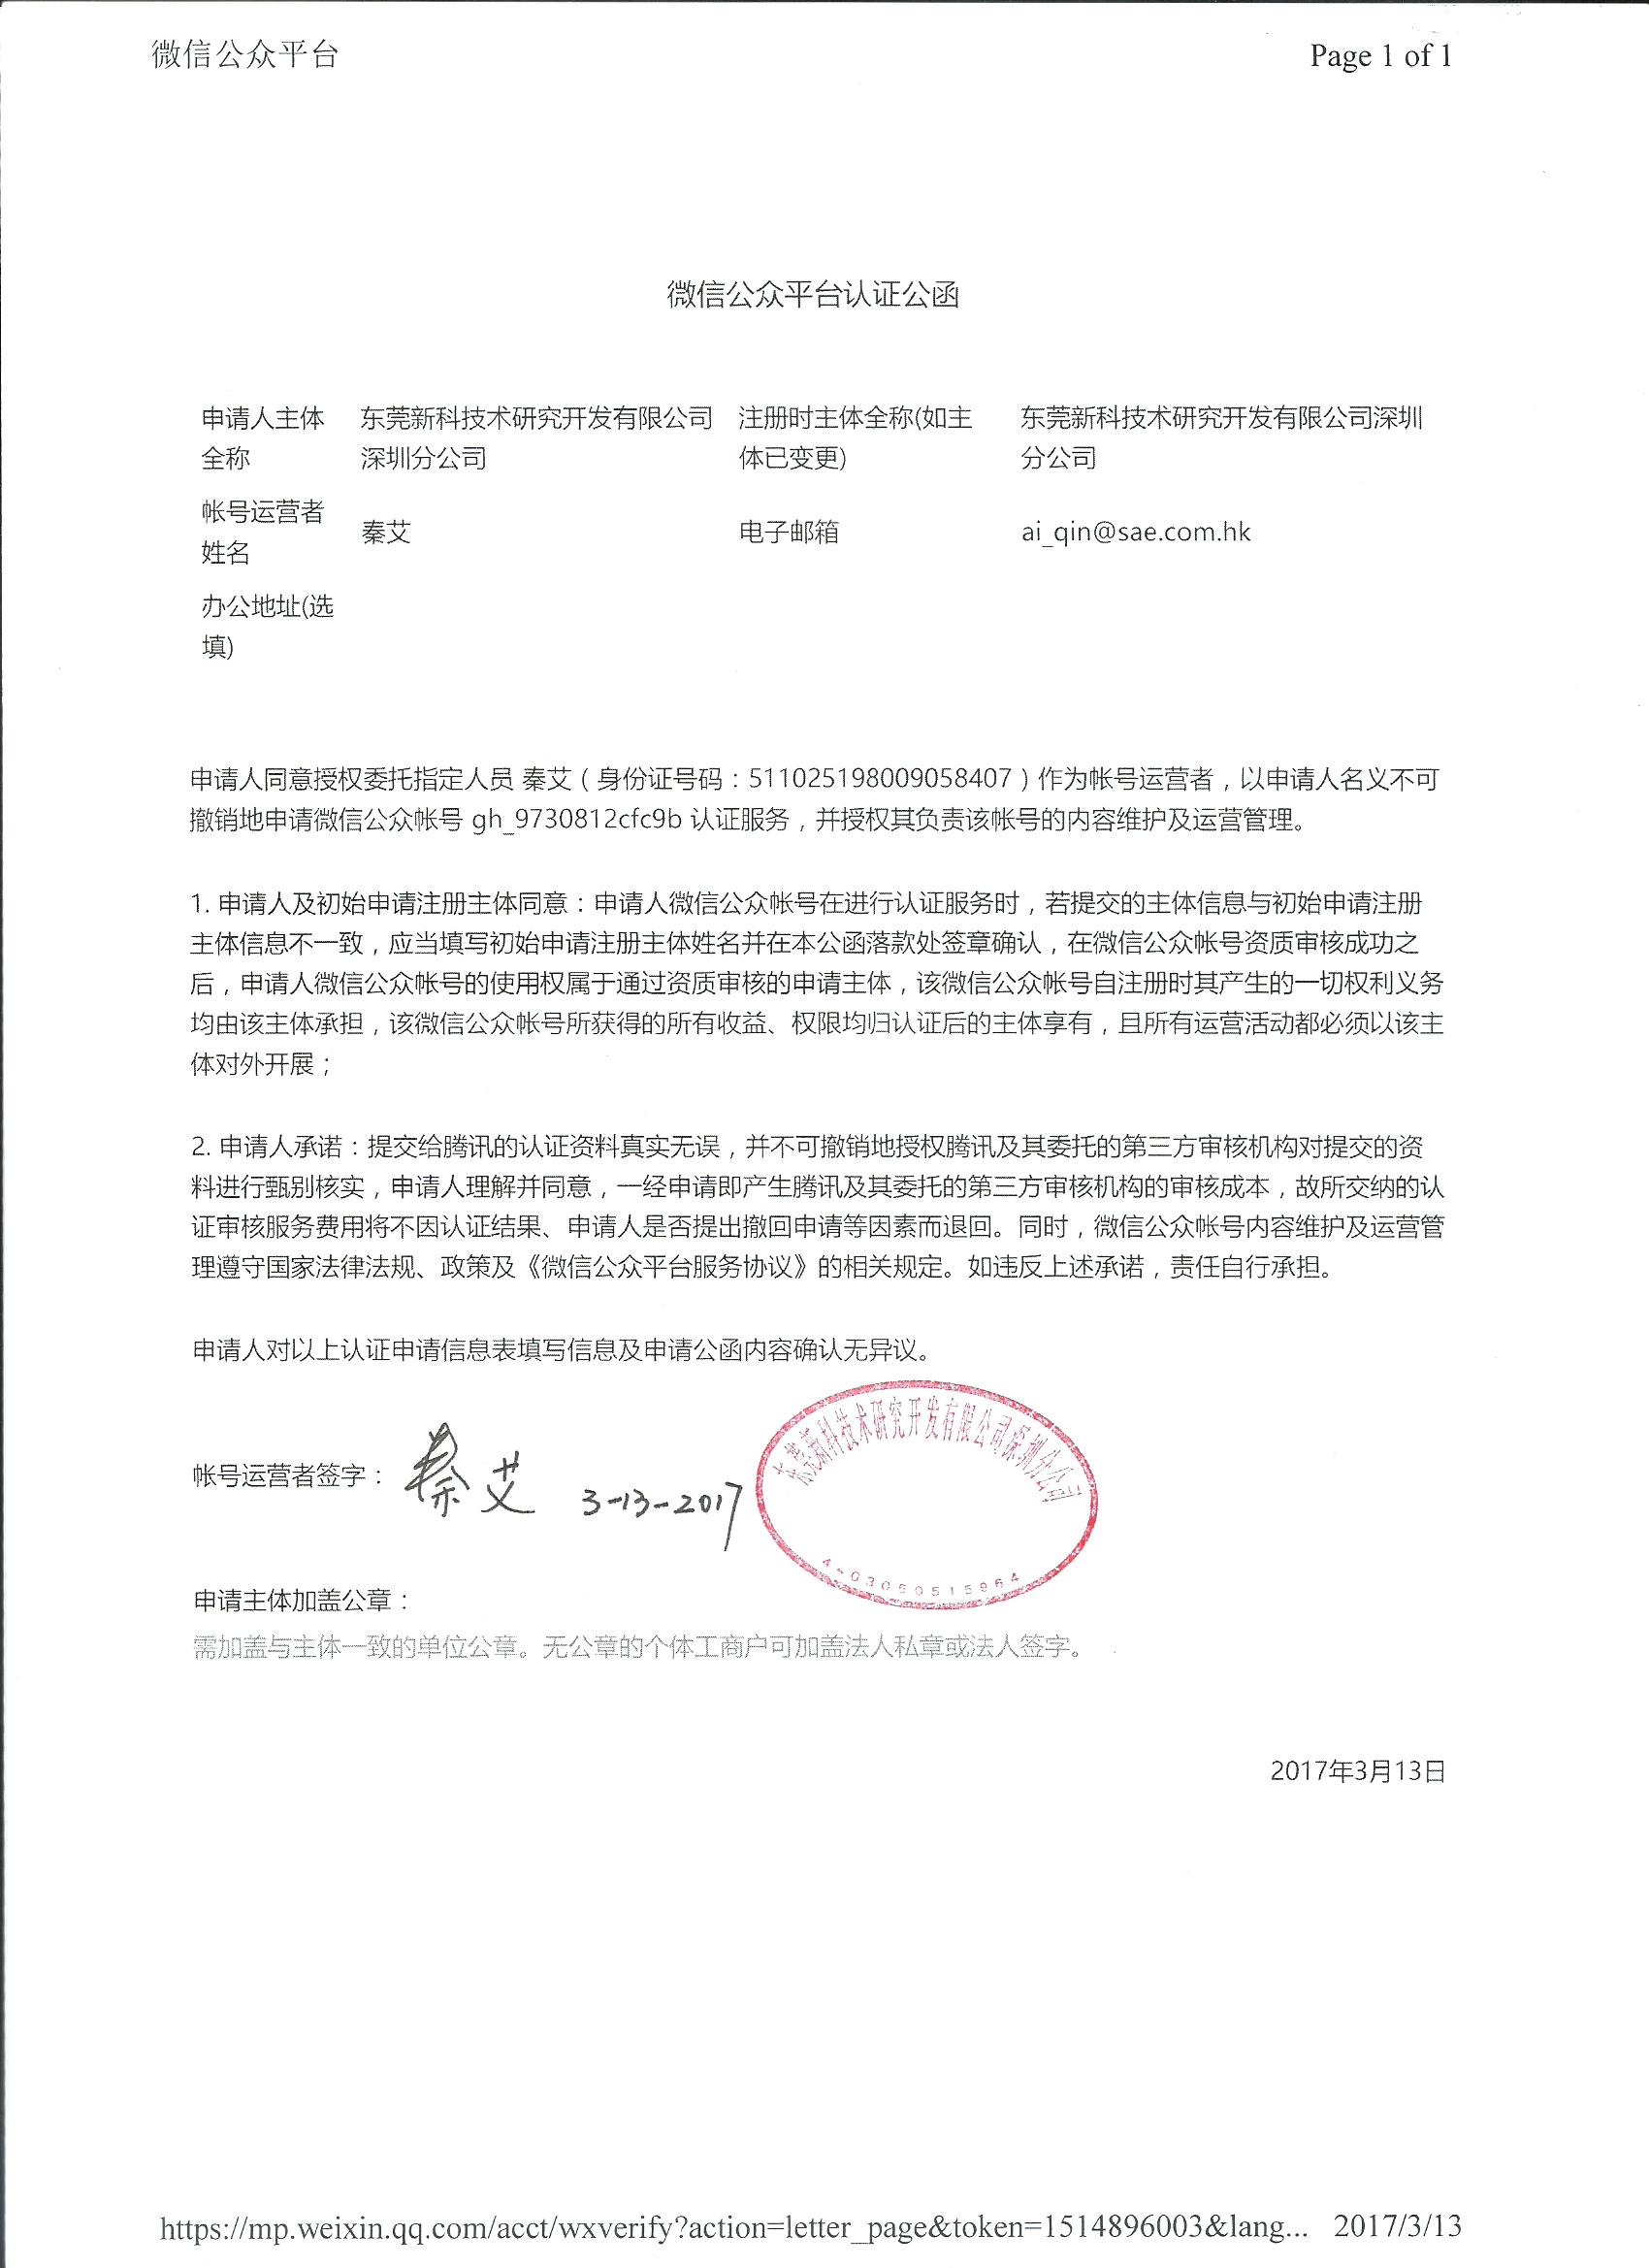 微信公众平台 Page 1 of 1
微信公众平台认证公函
申请人主体 东莞新科技术研究开发有限公司 注册时主体全称(如主 东莞新科技术研究开发有限公司深圳
全称 深圳分公司 体已变更) 分公司
帐号运营者
姓名 秦艾 电子邮箱 ai_qin@sae.com.hk
办公地址(选
填)
申请人同意授权委托指定人员 秦艾（身份证号码：511025198009058407）作为帐号运营者，以申请人名义不可
撤销地申请微信公众帐号 gh_9730812cfc9b 认证服务，并授权其负责该帐号的内容维护及运营管理。
1. 申请人及初始申请注册主体同意：申请人微信公众帐号在进行认证服务时，若提交的主体信息与初始申请注册
主体信息不一致，应当填写初始申请注册主体姓名并在本公函落款处签章确认，在微信公众帐号资质审核成功之
后，申请人微信公众帐号的使用权属于通过资质审核的申请主体，该微信公众帐号自注册时其产生的一切权利义务
均由该主体承担，该微信公众帐号所获得的所有收益、权限均归认证后的主体享有，且所有运营活动都必须以该主
体对外开展；
2. 申请人承诺：提交给腾讯的认证资料真实无误，并不可撤销地授权腾讯及其委托的第三方审核机构对提交的资
料进行甄别核实，申请人理解并同意，一经申请即产生腾讯及其委托的第三方审核机构的审核成本，故所交纳的认
证审核服务费用将不因认证结果、申请人是否提出撤回申请等因素而退回。同时，微信公众帐号内容维护及运营管
理遵守国家法律法规、政策及《微信公众平台服务协议》的相关规定。如违反上述承诺，责任自行承担。
申请人对以上认证申请信息表填写信息及申请公函内容确认无异议。
东莞新科技术研究开发有限公司深圳分公司
帐号运营者签字： 秦艾 3-13-2017
申请主体加盖公章：
需加盖与主体一致的单位公章。无公章的个体工商户可加盖法人私章或法人签字。
2017年3月13日
https://mp.weixin.qq.com/acct/wxverify?action=letter_page&token=1514896003&lang... 2017/3/13